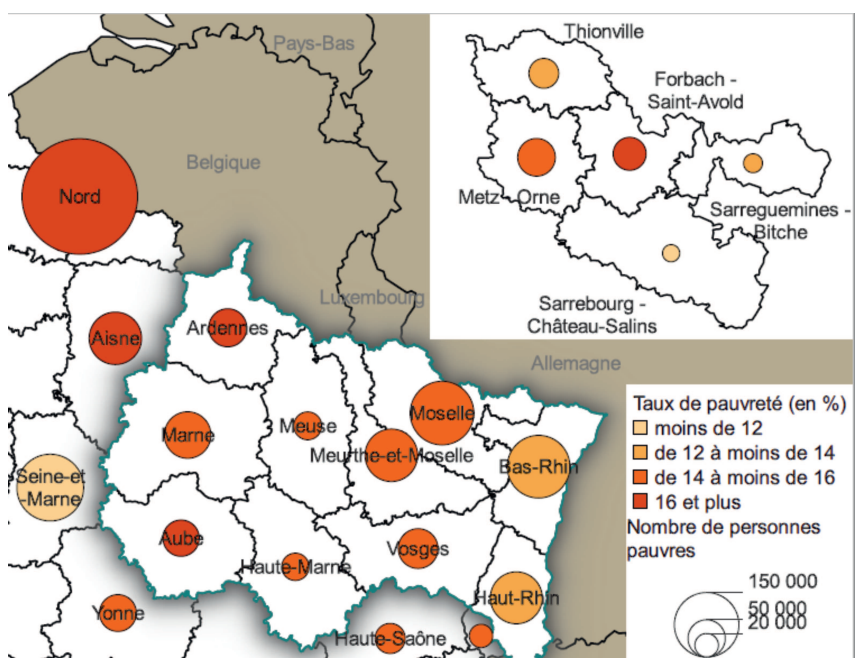 Pays-Bas
Belgique
Luxembourg
Allemagne
Nord
Aisne
Ardennes
Marne
Meuse
Moselle
Meurthe-et-Moselle
Bas-Rhin
Seine-et
-Marne
Aube
Haute-Marne
Vosges
Haut-Rhin
Yonne
Haute-Saône
Thionville
Forbach -
Saint-Avold
Metz - Orne
Sarreguemines -
Bitche
Sarrebourg -
Château-Salins
Taux de pauvreté (en %)
moins de 12
de 12 à moins de 14
de 14 à moins de 16
16 et plus
Nombre de personnes
pauvres
150 000
50 000
20 000